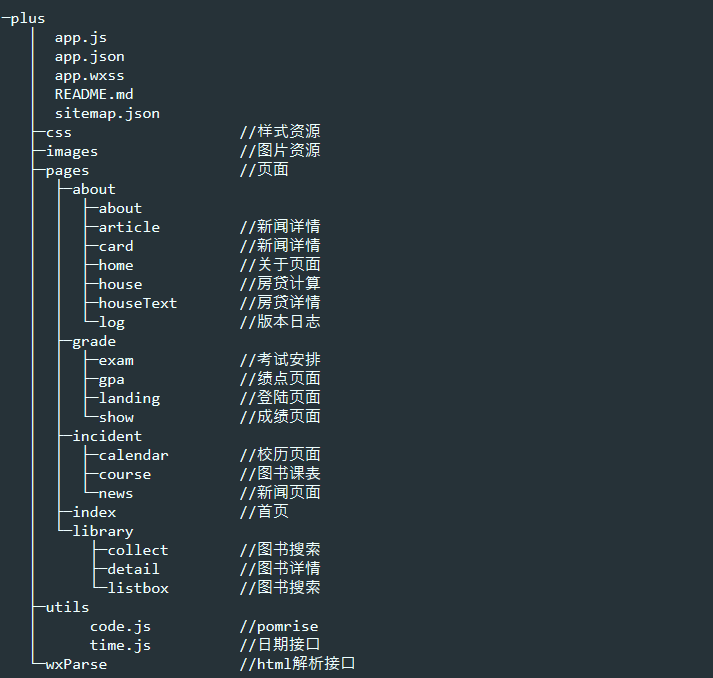 ─plus
│  app.js
│  app.json
│  app.wxss
│  README.md
│  sitemap.json
├─css //样式资源
├─images //图片资源
├─pages //页面
│  ├─about
│  │  ├─about
│  │  ├─article //新闻详情
│  │  ├─card //新闻详情
│  │  ├─home //关于页面
│  │  ├─house //房贷计算
│  │  ├─houseText //房贷详情
│  │  └─log //版本日志
│  ├─grade
│  │  ├─exam //考试安排
│  │  ├─gpa //绩点页面
│  │  ├─landing //登陆页面
│  │  └─show //成绩页面
│  ├─incident
│  │  ├─calendar //校历页面
│  │  ├─course //图书课表
│  │  └─news //新闻页面
│  ├─index //首页
│  └─library
│      ├─collect //图书搜索
│      ├─detail //图书详情
│      └─listbox //图书搜索
├─utils
│      code.js //pomrise
│      time.js //日期接口
└─wxParse //html解析接口